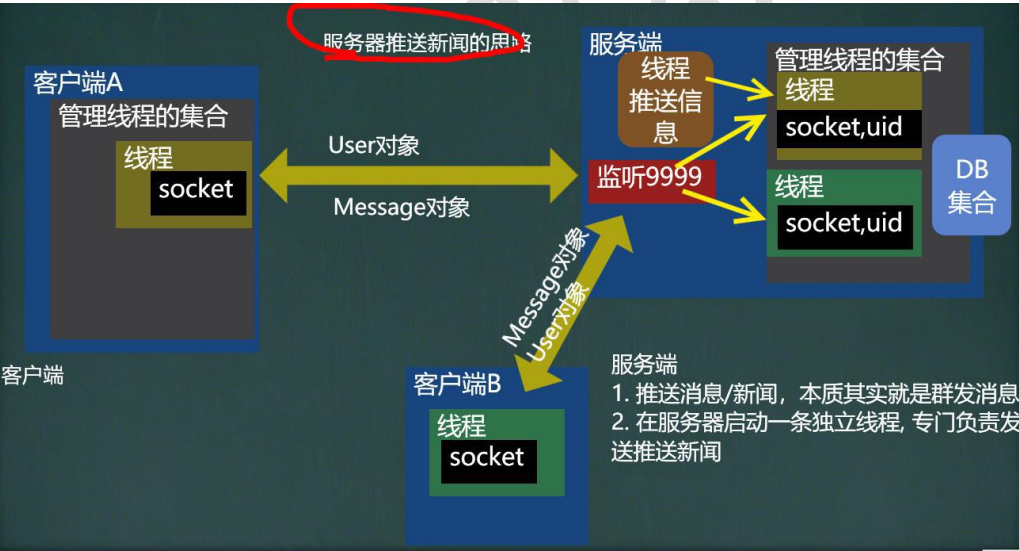 服务器推送新闻的思路
客户端A
管理线程的集合
线程
socket
User对象
Message对象
服务端
线程
推送信
息
监听9999
管理线程的集合
线程
socket,uid
线程
socket,uid
DB
集合
Message对象
User对象
客户端
客户端B
线程
socket
服务端
1. 推送消息/新闻，本质其实就是群发消息
2. 在服务器启动一条独立线程, 专门负责发
送推送新闻